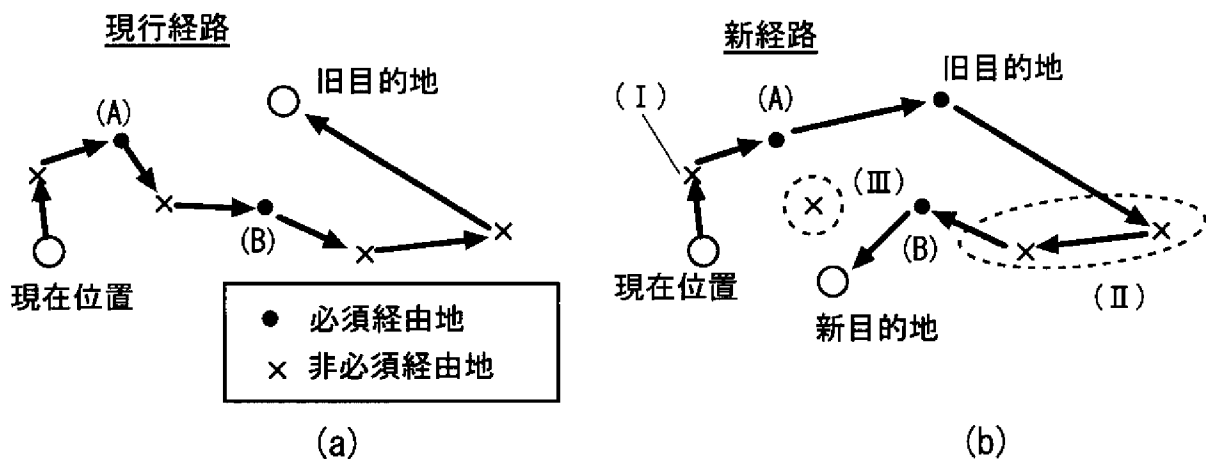 現行経路
旧目的地
(A)
(B)
現在位置
● 必須経由地
× 非必須経由地
(a)
新経路
旧目的地
(Ⅰ)
(A)
(Ⅲ)
(B)
(Ⅱ)
現在位置
新目的地
(b)